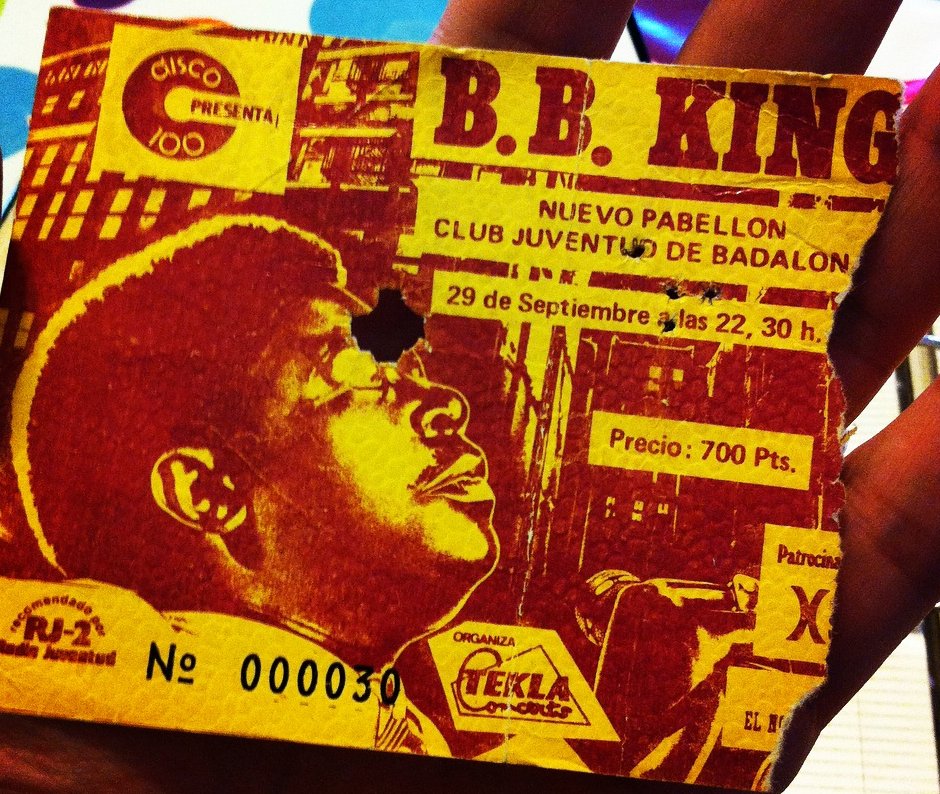 DISCO
PRESENTA
100
B.B. KING
NUEVO PABELLON
CLUB JUVENTUD DE BADALON
29 de Septiembre a las 22, 30 h.
Precio: 700 Pts.
Patrocina
X
recomendado por
RJ-2
Radio Juventud
Nº 000030
ORGANIZA
TEKLA
Concerts
EL